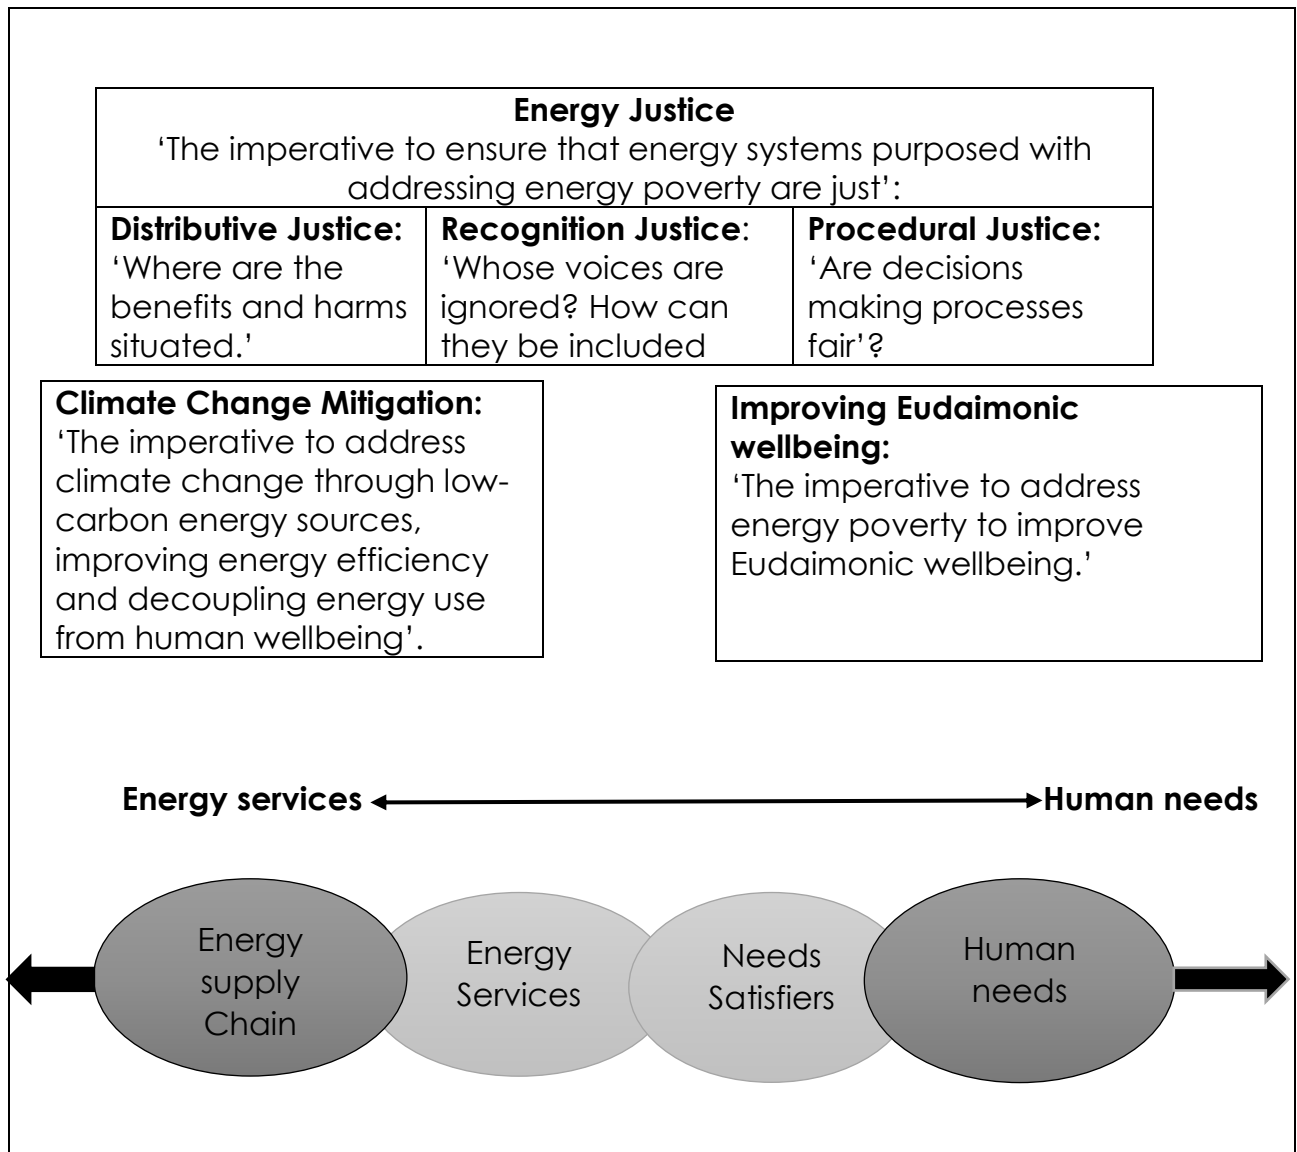 Energy Justice
‘The imperative to ensure that energy systems purposed with
addressing energy poverty are just’:
Distributive Justice:
‘Where are the
benefits and harms
situated.’
Recognition Justice:
‘Whose voices are
ignored? How can
they be included
Procedural Justice:
‘Are decisions
making processes
fair’?
Climate Change Mitigation:
‘The imperative to address
climate change through low-
carbon energy sources,
improving energy efficiency
and decoupling energy use
from human wellbeing’.
Improving Eudaimonic
wellbeing:
‘The imperative to address
energy poverty to improve
Eudaimonic wellbeing.’
Energy services
Human needs
Energy
supply
Chain
Energy
Services
Needs
Satisfiers
Human
needs